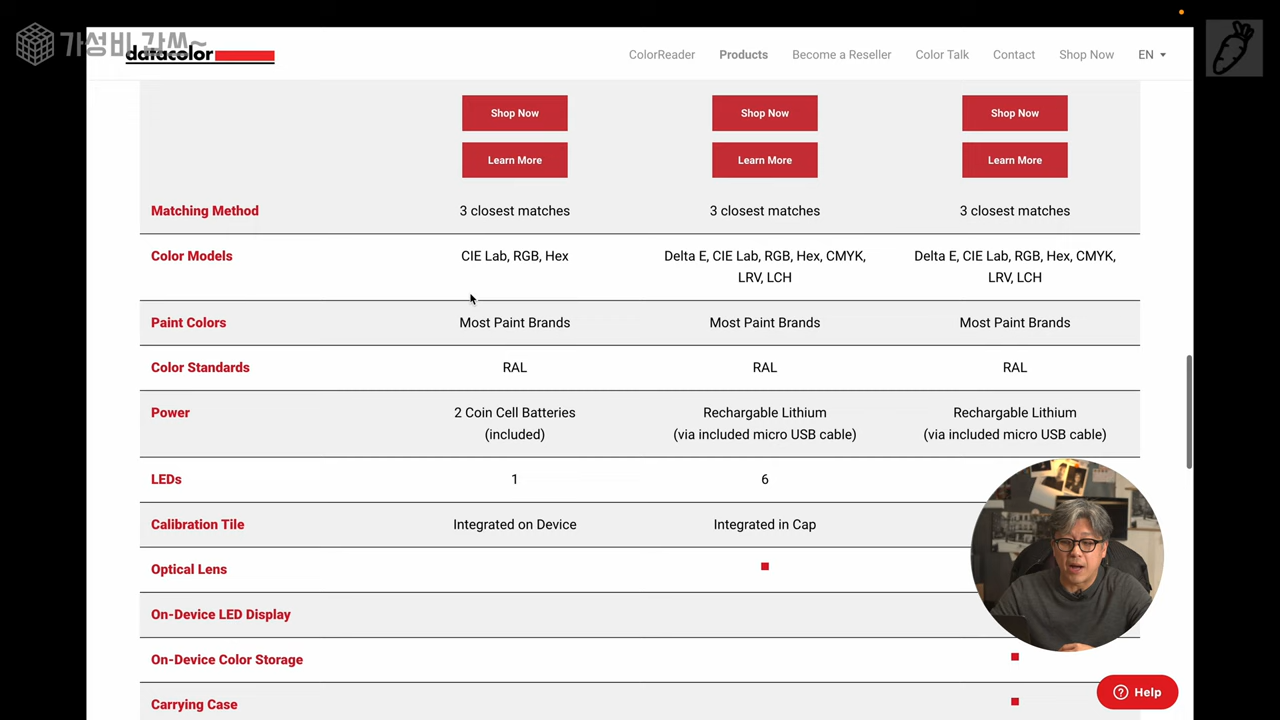 가성비 값쓰~
datacolor
ColorReader Products Become a Reseller Color Talk Contact Shop Now EN
Shop Now Shop Now Shop Now
Learn More Learn More Learn More
Matching Method 3 closest matches 3 closest matches 3 closest matches
Color Models CIE Lab, RGB, Hex Delta E, CIE Lab, RGB, Hex, CMYK, Delta E, CIE Lab, RGB, Hex, CMYK,
LRV, LCH LRV, LCH
Paint Colors Most Paint Brands Most Paint Brands Most Paint Brands
Color Standards RAL RAL RAL
Power 2 Coin Cell Batteries Rechargable Lithium Rechargable Lithium
(included) (via included micro USB cable) (via included micro USB cable)
LEDs 1 6
Calibration Tile Integrated on Device Integrated in Cap
Optical Lens
On-Device LED Display
On-Device Color Storage
Carrying Case
Help